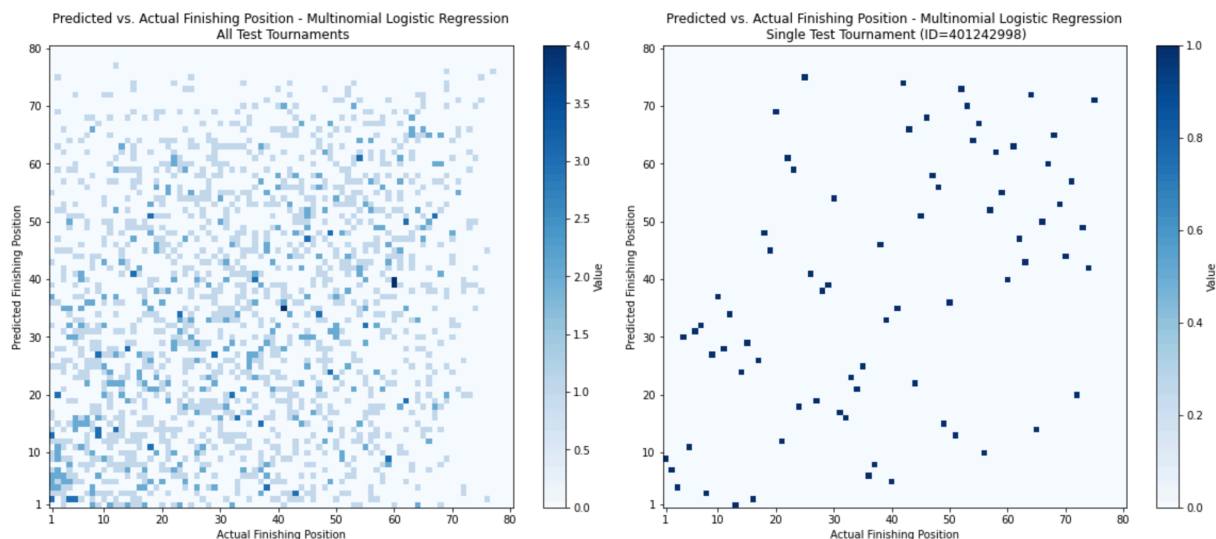 Predicted vs. Actual Finishing Position - Multinomial Logistic Regression
All Test Tournaments
80
70
60
50
40
30
20
10
1
Predicted Finishing Position
1 10 20 30 40 50 60 70 80
Actual Finishing Position
4.0
3.5
3.0
2.5
2.0
1.5
1.0
0.5
0.0
Value
Predicted vs. Actual Finishing Position - Multinomial Logistic Regression
Single Test Tournament (ID=401242998)
80
70
60
50
40
30
20
10
1
Predicted Finishing Position
1 10 20 30 40 50 60 70 80
Actual Finishing Position
1.0
0.8
0.6
0.4
0.2
0.0
Value